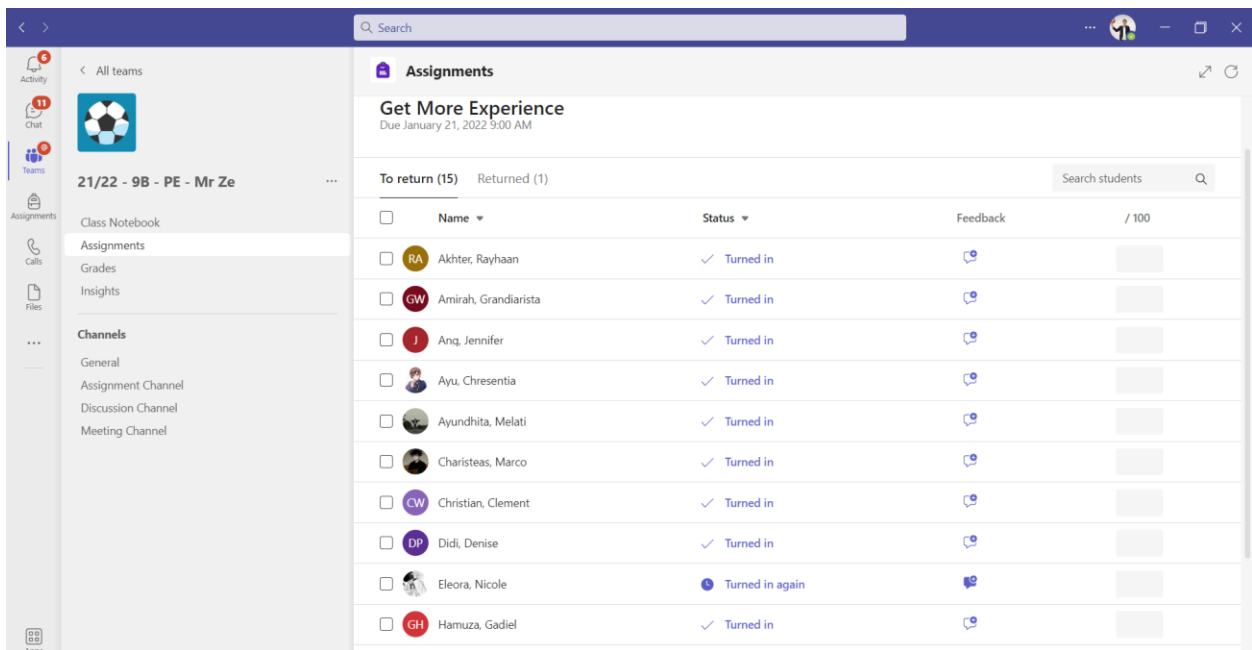 Search
6
Activity
11
Chat
Teams
Assignments
Calls
Files
All teams
21/22 - 9B - PE - Mr Ze
Class Notebook
Assignments
Grades
Insights
Channels
General
Assignment Channel
Discussion Channel
Meeting Channel
Assignments
Get More Experience
Due January 21, 2022 9:00 AM
To return (15) Returned (1) Search students
Name Status Feedback / 100
RA Akhter, Rayhaan Turned in
GW Amirah, Grandiarista Turned in
J Ang, Jennifer Turned in
Ayu, Chresentia Turned in
Ayundhita, Melati Turned in
Charisteas, Marco Turned in
CW Christian, Clement Turned in
DP Didi, Denise Turned in
Eleora, Nicole Turned in again
GH Hamuza, Gadiel Turned in